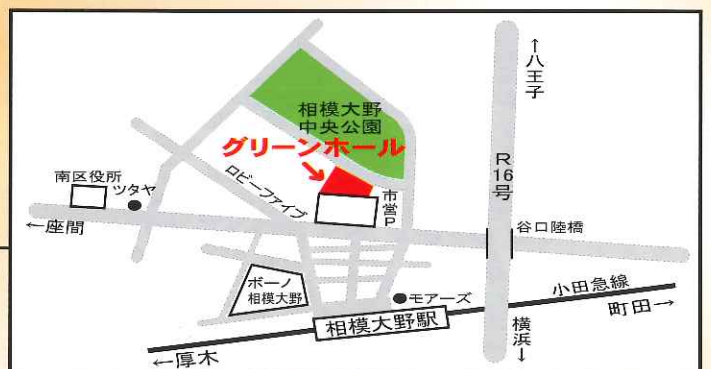 ←八王子
相模大野
中央公園
グリーンホール
R16号
南区役所
ツタヤ
ロビーファイブ
市営P
←座間
谷口陸橋
ボーノ
相模大野
モアーズ
小田急線
町田→
相模大野駅
横浜→
←厚木